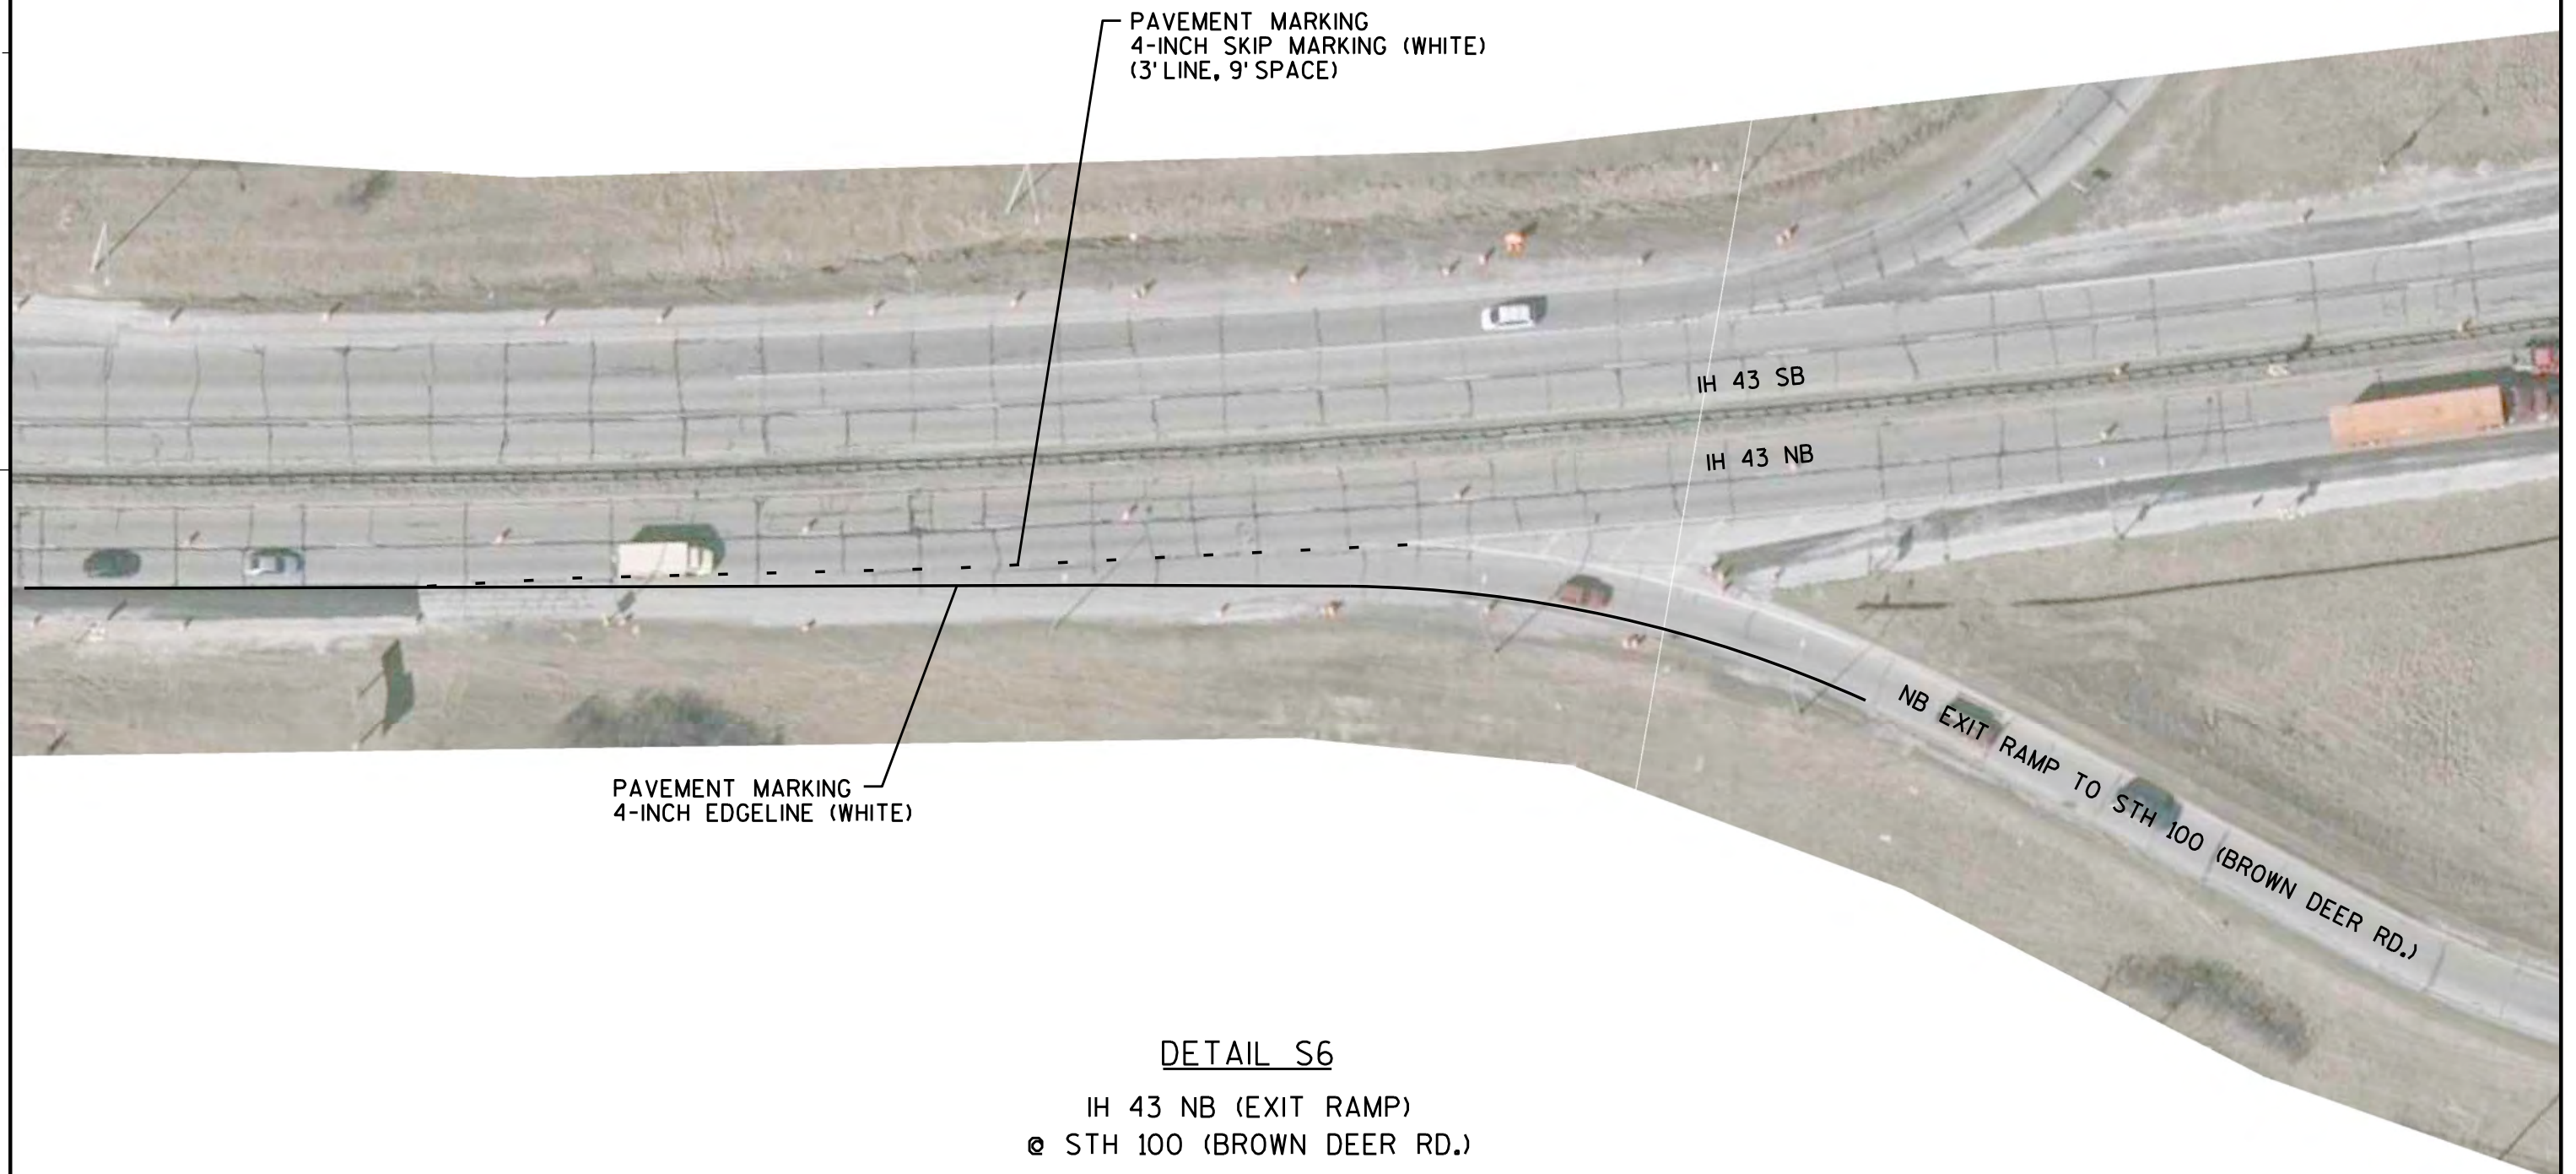 PAVEMENT MARKING
4-INCH SKIP MARKING (WHITE)
(3' LINE, 9' SPACE)
IH 43 SB
IH 43 NB
PAVEMENT MARKING
4-INCH EDGELINE (WHITE)
NB EXIT RAMP TO STH 100 (BROWN DEER RD.)
DETAIL S6
IH 43 NB (EXIT RAMP)
@ STH 100 (BROWN DEER RD.)